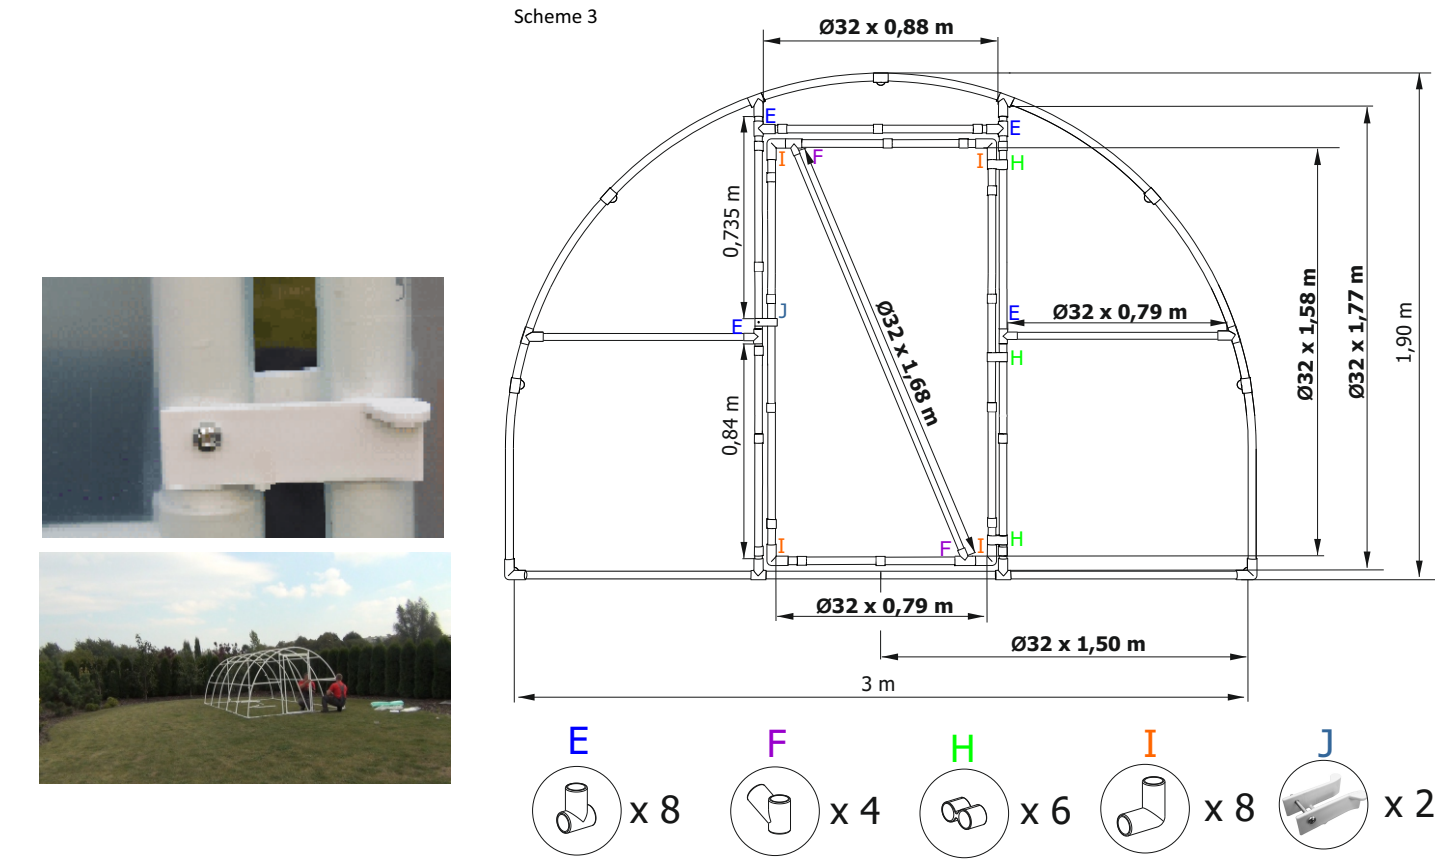 Scheme 3
Ø32 x 0,88 m
E
E
I
F
I
H
0,735 m
J
E
E
Ø32 x 0,79 m
H
Ø32 x 1,68 m
Ø32 x 1,58 m
Ø32 x 1,77 m
1,90 m
0,84 m
I
F
I
H
Ø32 x 0,79 m
Ø32 x 1,50 m
3 m
E
F
H
I
J
x 8
x 4
x 6
x 8
x 2